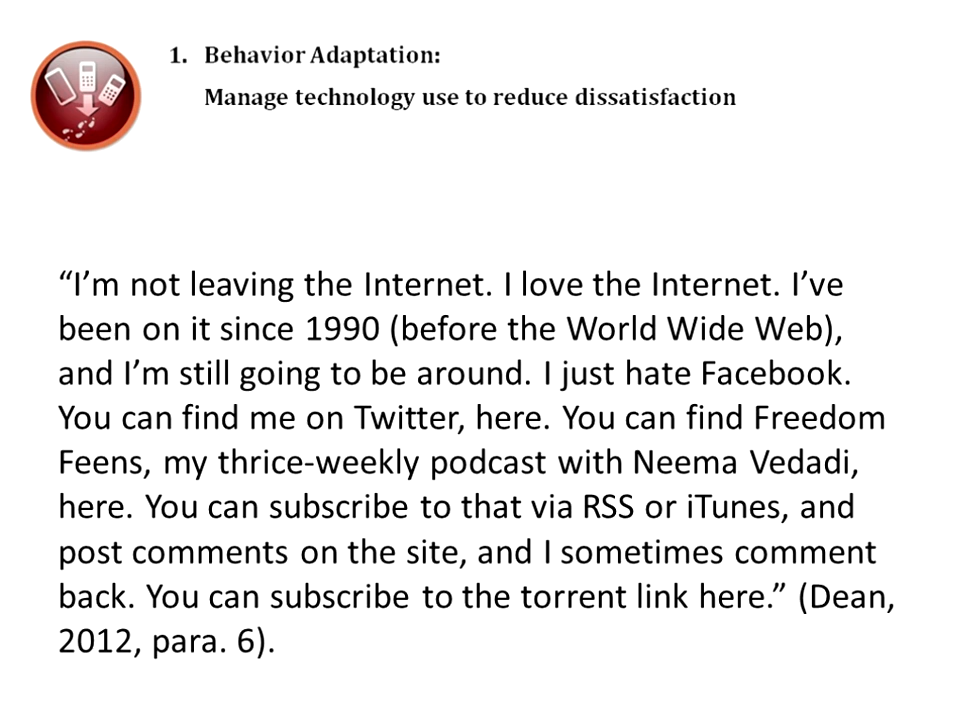 1. Behavior Adaptation:
Manage technology use to reduce dissatisfaction
“I’m not leaving the Internet. I love the Internet. I’ve
been on it since 1990 (before the World Wide Web),
and I’m still going to be around. I just hate Facebook.
You can find me on Twitter, here. You can find Freedom
Feens, my thrice-weekly podcast with Neema Vedadi,
here. You can subscribe to that via RSS or iTunes, and
post comments on the site, and I sometimes comment
back. You can subscribe to the torrent link here.” (Dean,
2012, para. 6).